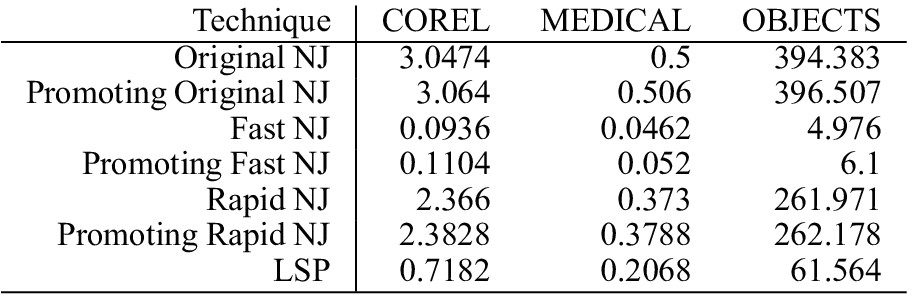 Technique COREL MEDICAL OBJECTS
Original NJ 3.0474 0.5 394.383
Promoting Original NJ 3.064 0.506 396.507
Fast NJ 0.0936 0.0462 4.976
Promoting Fast NJ 0.1104 0.052 6.1
Rapid NJ 2.366 0.373 261.971
Promoting Rapid NJ 2.3828 0.3788 262.178
LSP 0.7182 0.2068 61.564